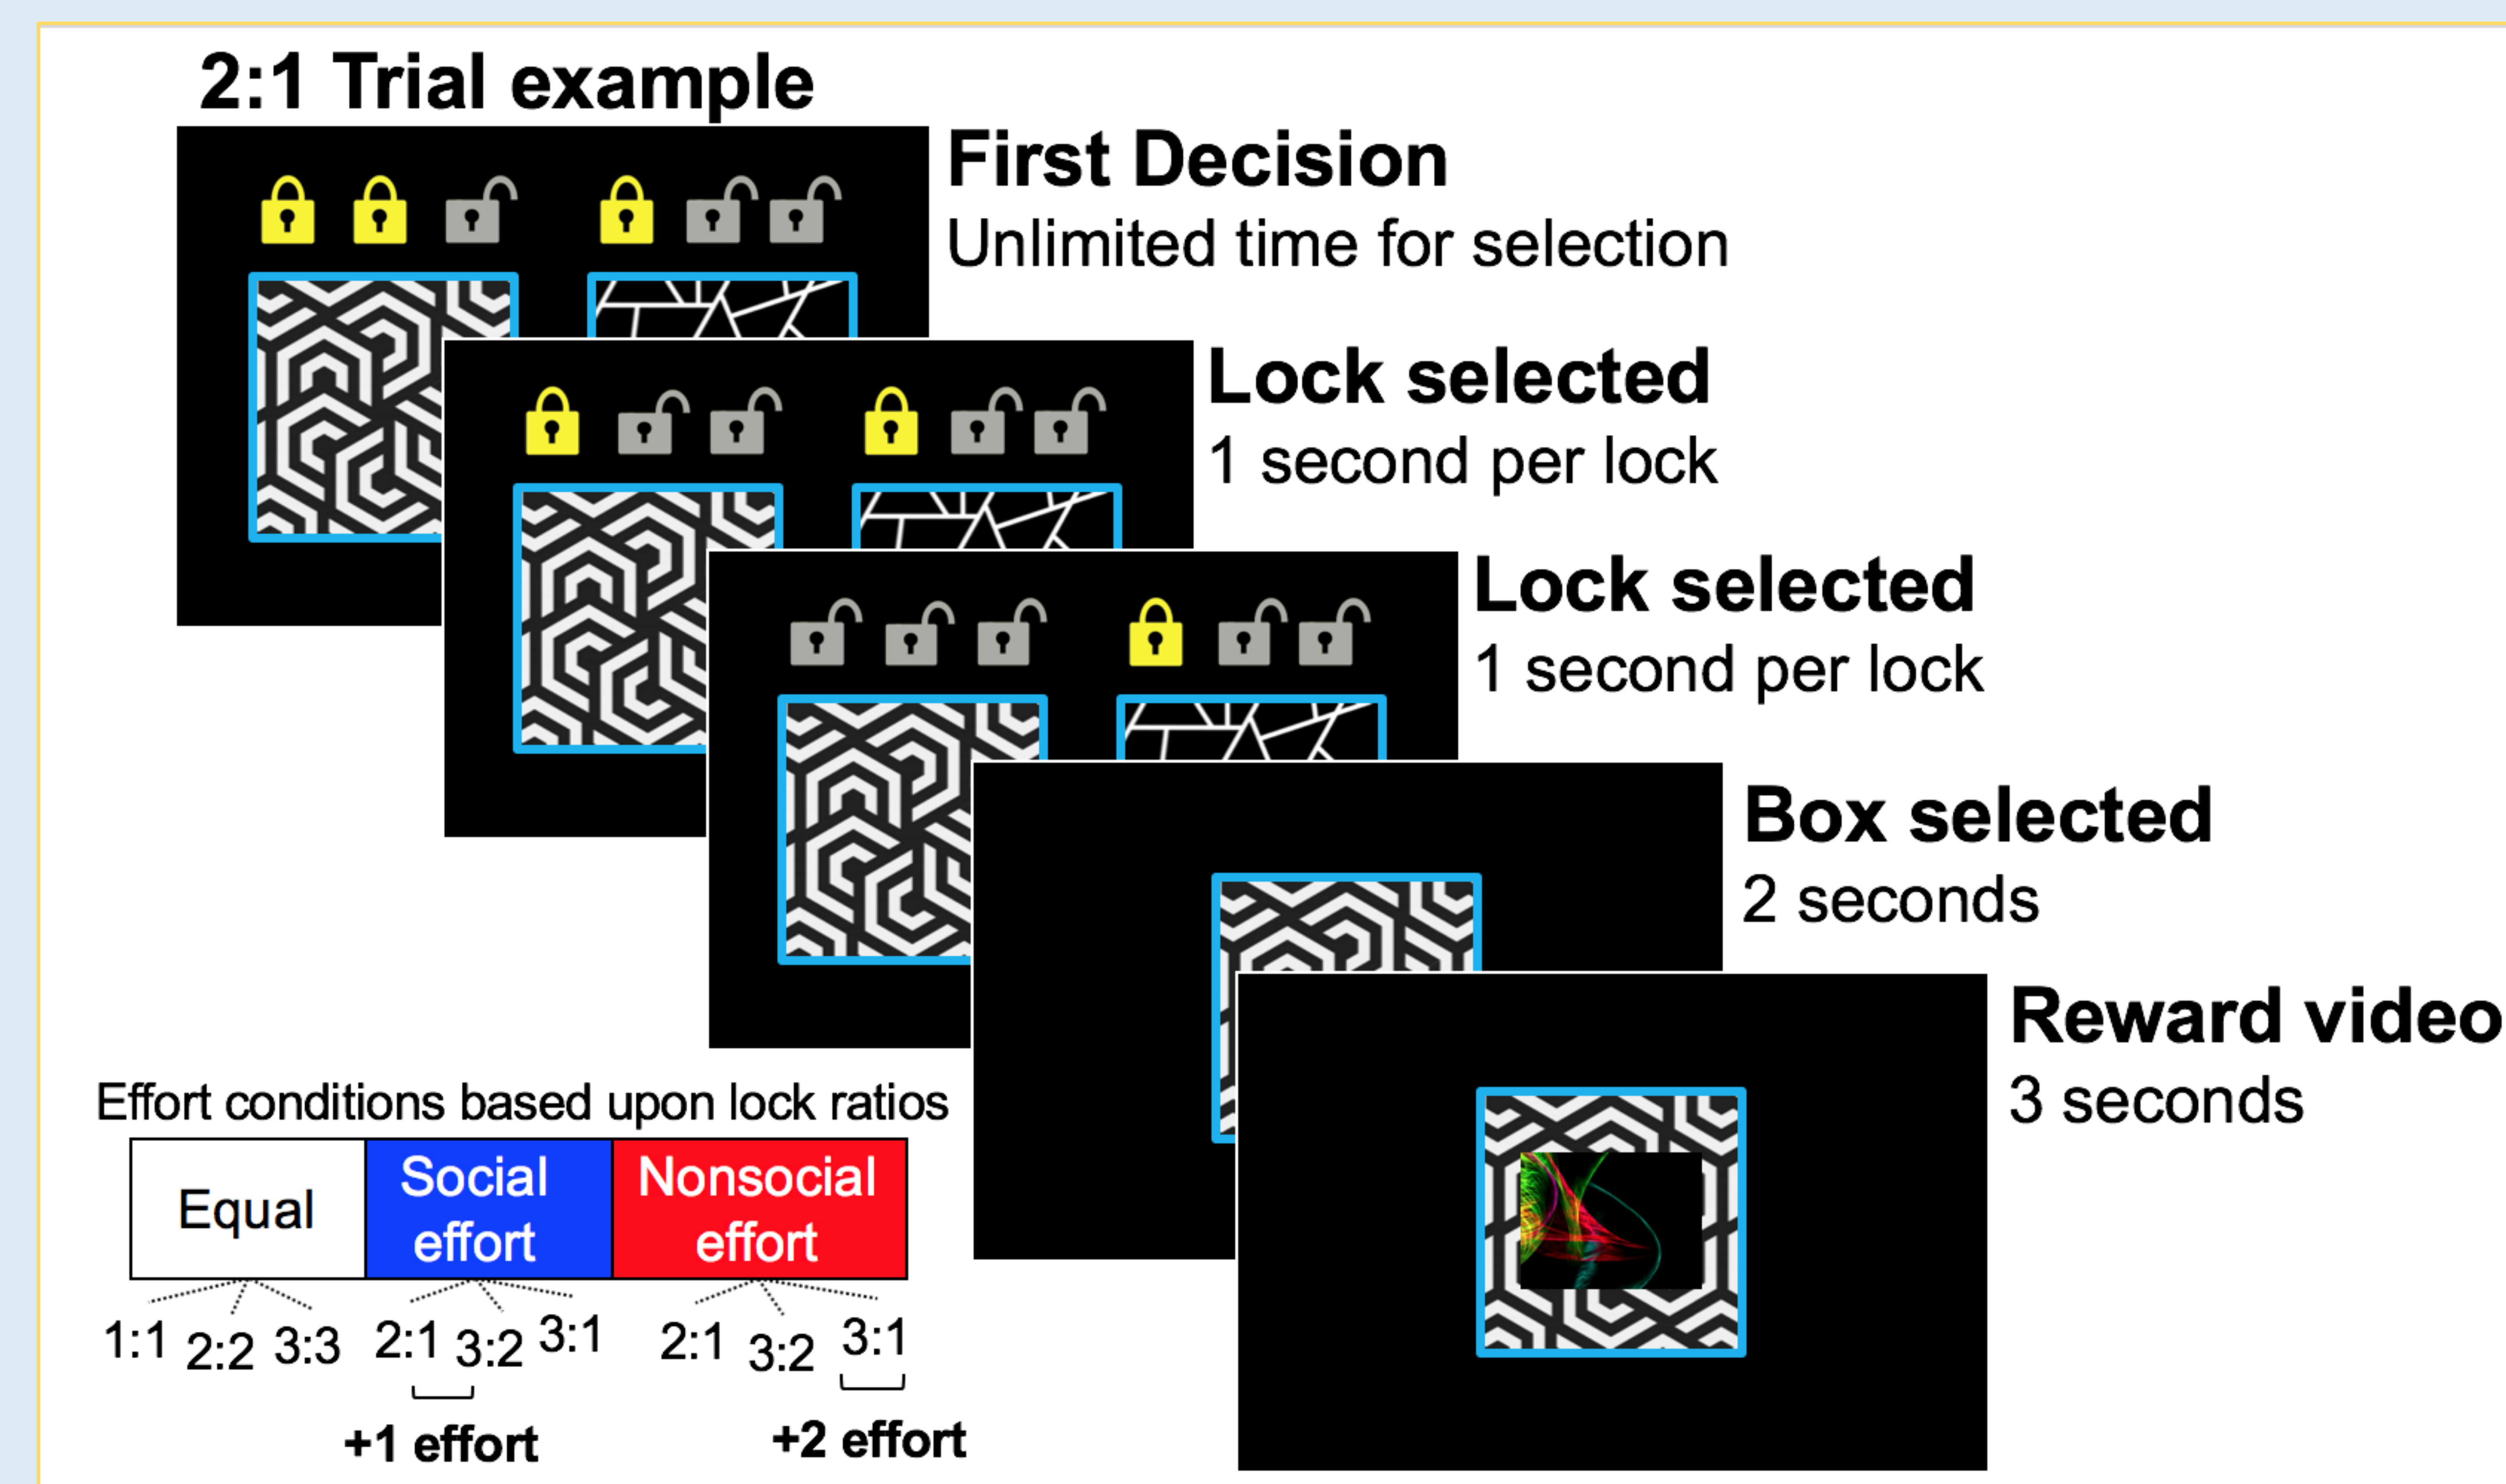 2:1 Trial example
First Decision
Unlimited time for selection
Lock selected
1 second per lock
Lock selected
1 second per lock
Box selected
2 seconds
Reward video
3 seconds
Effort conditions based upon lock ratios
Equal
Social
effort
Nonsocial
effort
1:1 2:2 3:3 2:1 3:2 3:1 2:1 3:2 3:1
+1 effort +2 effort